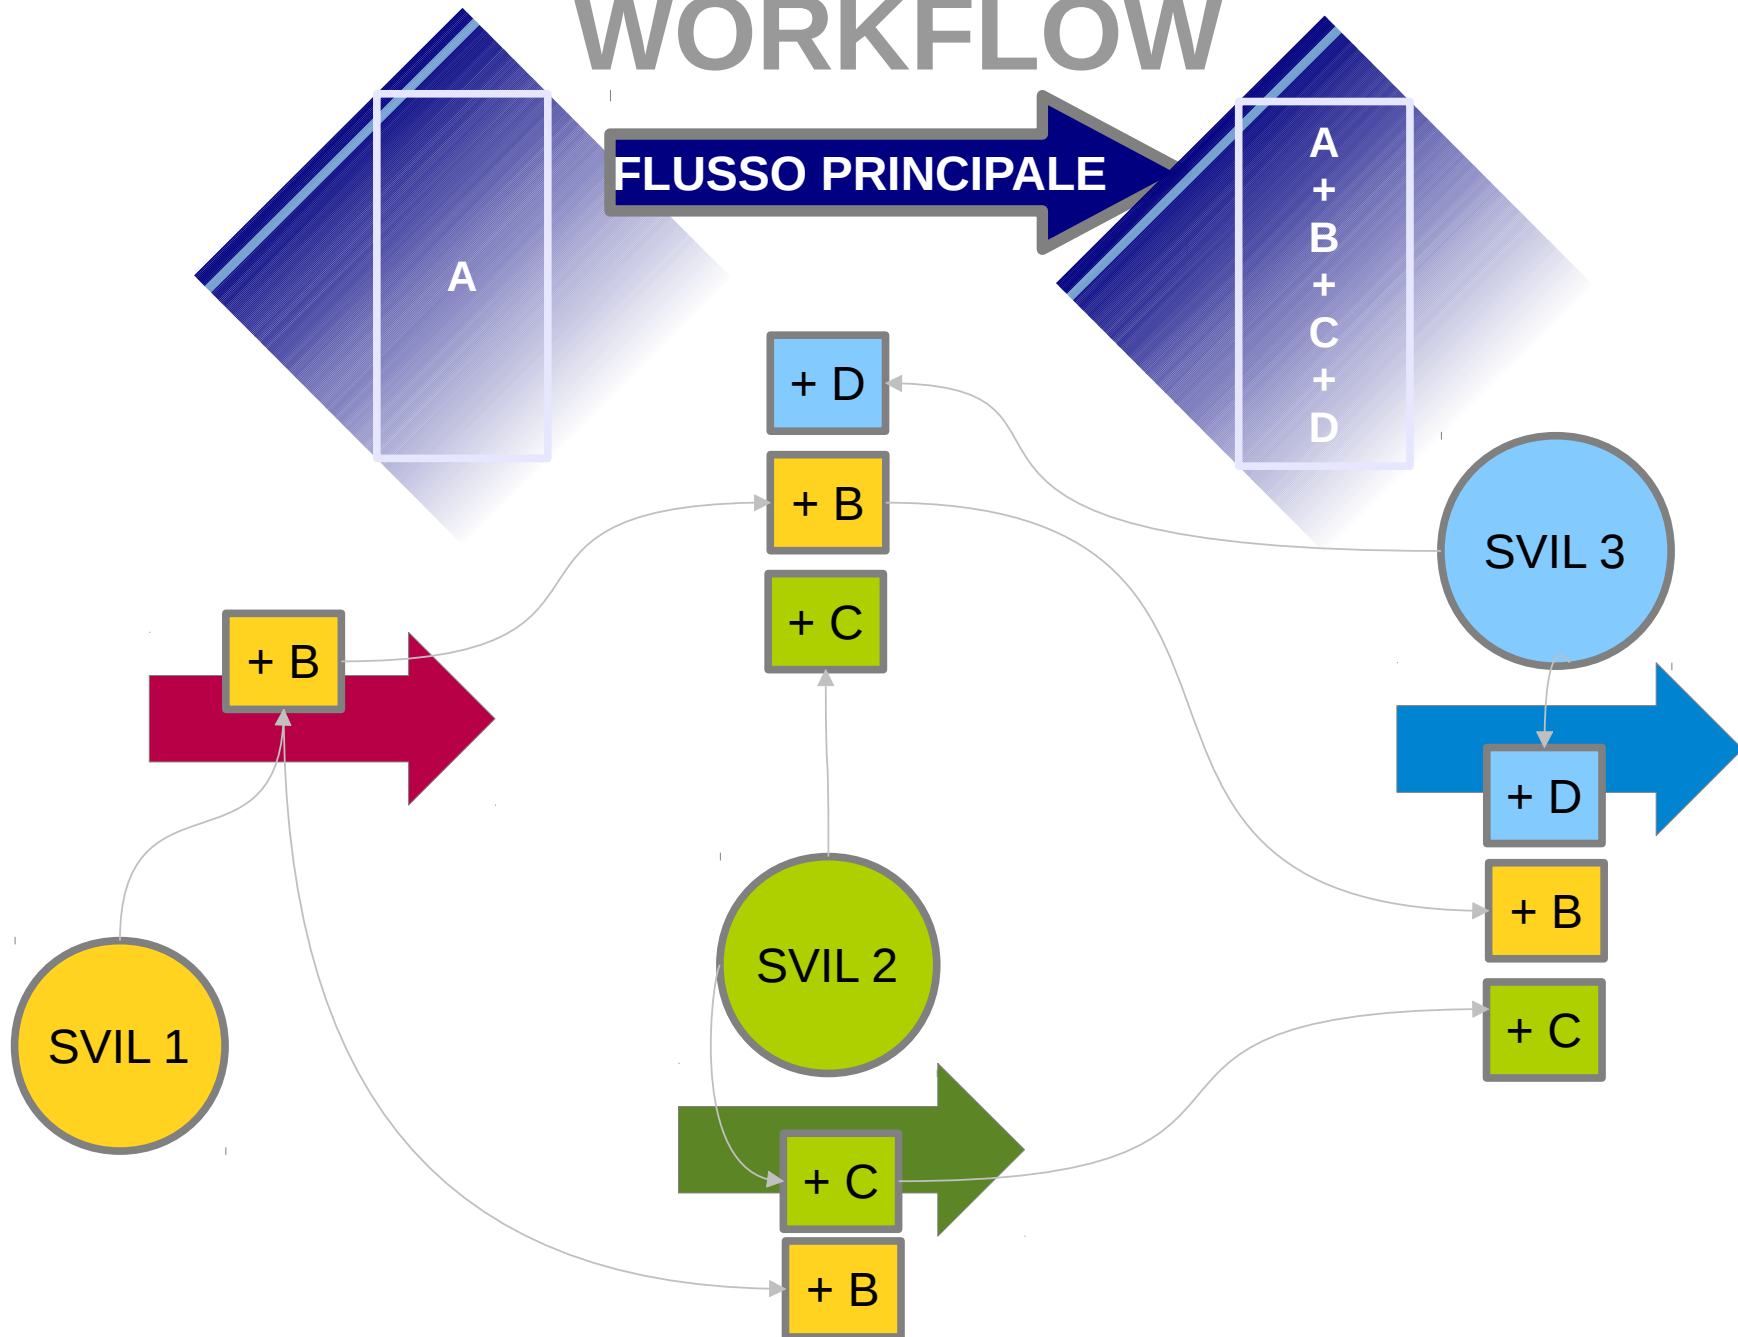 WORKFLOW
FLUSSO PRINCIPALE
A
A
+
B
+
C
+
D
+ D
+ B
+ C
SVIL 3
+ B
+ D
+ B
+ C
SVIL 2
SVIL 1
+ C
+ B